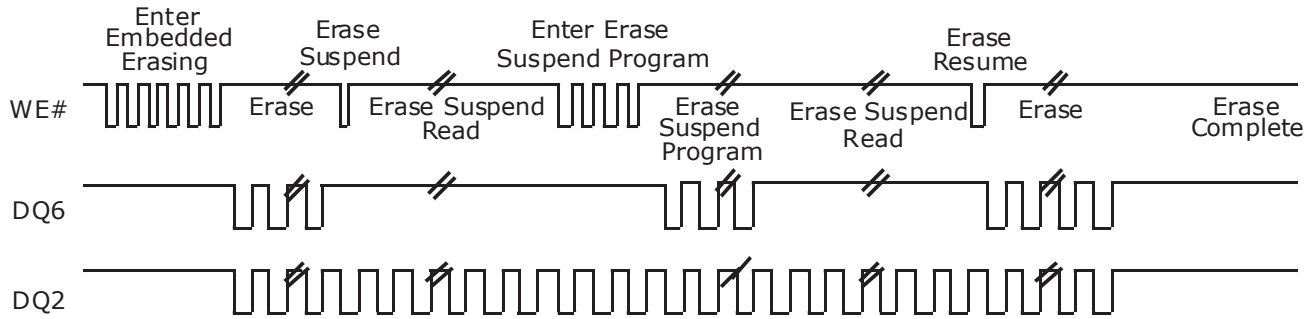 Enter
Embedded
Erasing
Erase
Suspend
Enter Erase
Suspend Program
Erase
Resume
WE#
Erase
Erase Suspend
Read
Erase
Suspend
Program
Erase Suspend
Read
Erase
Erase
Complete
DQ6
DQ2